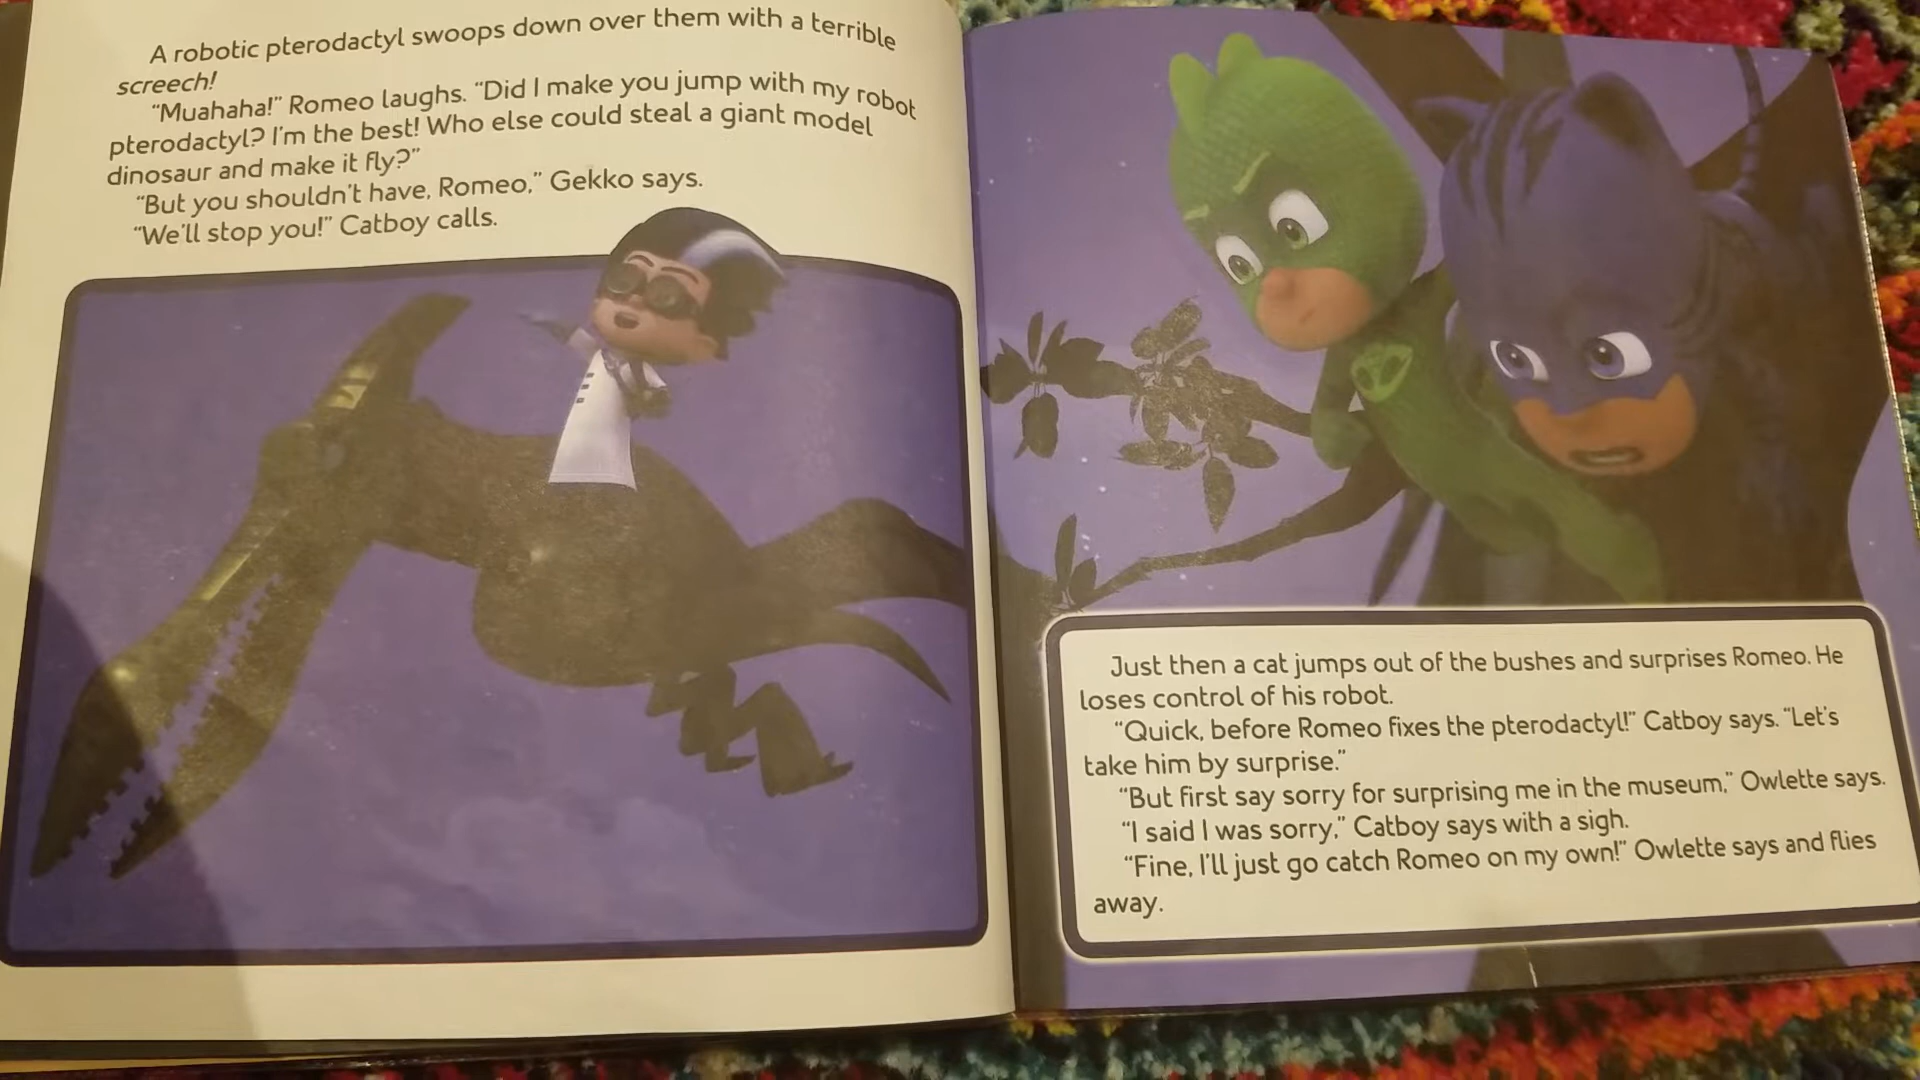 A robotic pterodactyl swoops down over them with a terrible
screech!
“Muahaha!” Romeo laughs. “Did I make you jump with my robot
pterodactyl? I'm the best! Who else could steal a giant model
dinosaur and make it fly?”
“But you shouldn't have, Romeo,” Gekko says.
“We'll stop you!” Catboy calls.
Just then a cat jumps out of the bushes and surprises Romeo. He
loses control of his robot.
“Quick, before Romeo fixes the pterodactyl!” Catboy says. “Let's
take him by surprise.”
“But first say sorry for surprising me in the museum,” Owlette says.
“I said I was sorry,” Catboy says with a sigh.
“Fine, I'll just go catch Romeo on my own!” Owlette says and flies
away.